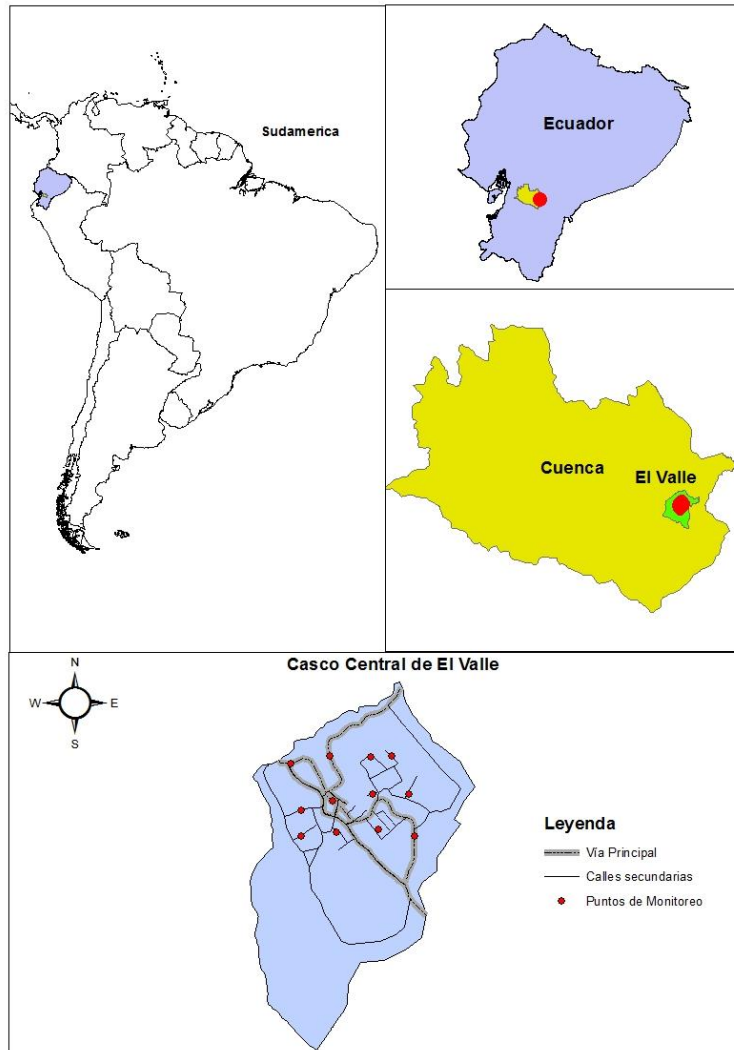 Sudamerica
Ecuador
Cuenca
El Valle
Casco Central de El Valle
N
W
E
S
Leyenda
Vía Principal
Calles secundarias
Puntos de Monitoreo